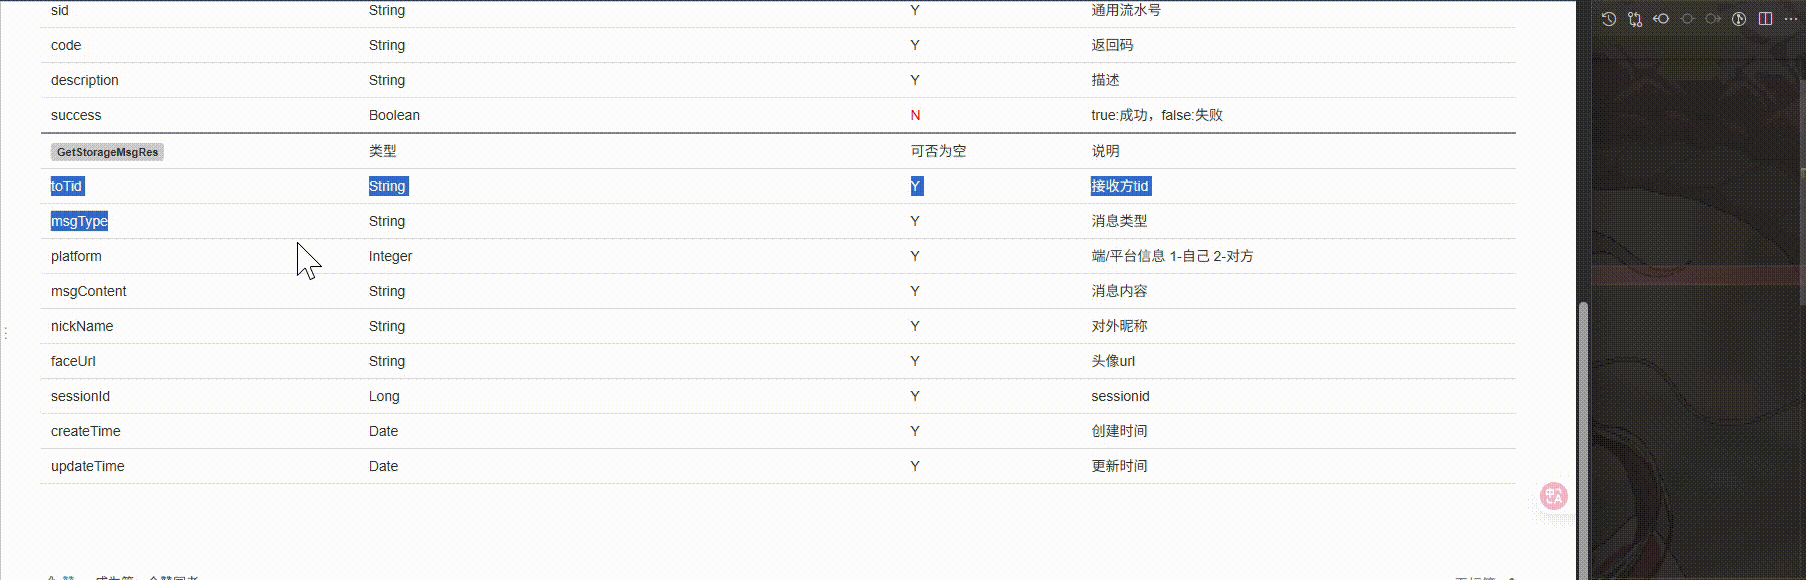 sid String Y 通用流水号
code String Y 返回码
description String Y 描述
success Boolean N true:成功，false:失败
GetStorageMsgRes 类型 可否为空 说明
toTid String Y 接收方tid
msgType String Y 消息类型
platform Integer Y 端/平台信息 1-自己 2-对方
msgContent String Y 消息内容
nickName String Y 对外昵称
faceUrl String Y 头像url
sessionId Long Y sessionid
createTime Date Y 创建时间
updateTime Date Y 更新时间
中A